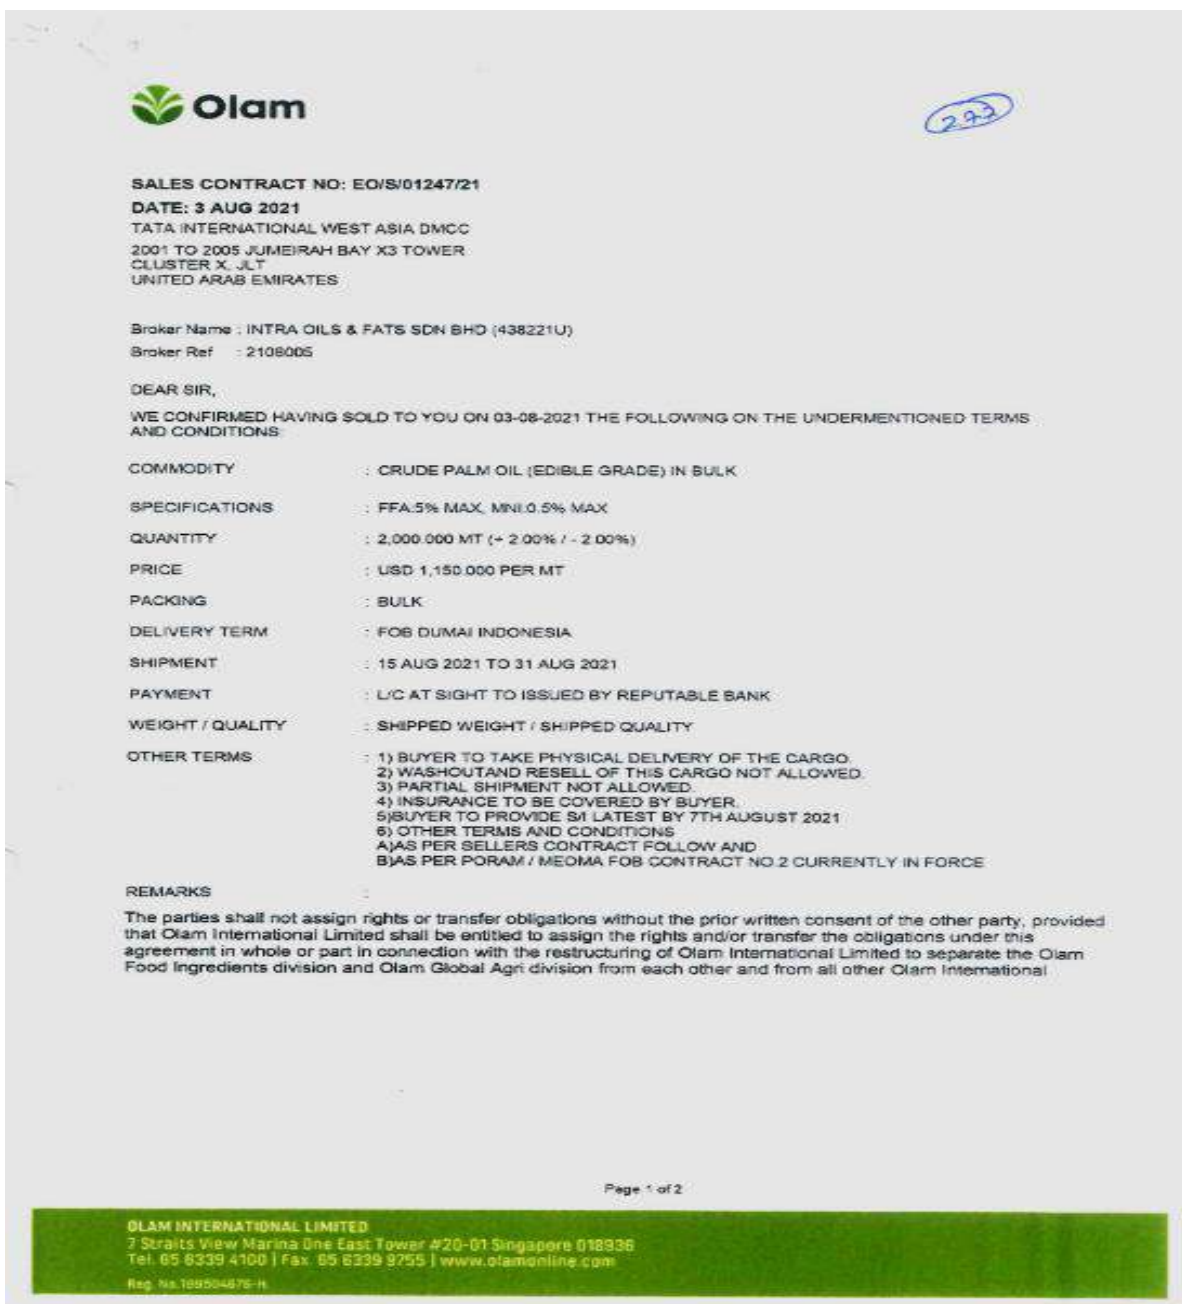 Olam
277
SALES CONTRACT NO: EO/S/01247/21
DATE: 3 AUG 2021
TATA INTERNATIONAL WEST ASIA DMCC
2001 TO 2005 JUMEIRAH BAY X3 TOWER
CLUSTER X, JLT
UNITED ARAB EMIRATES
Broker Name : INTRA OILS & FATS SDN BHD (438221U)
Broker Ref : 2108005
DEAR SIR,
WE CONFIRMED HAVING SOLD TO YOU ON 03-08-2021 THE FOLLOWING ON THE UNDERMENTIONED TERMS
AND CONDITIONS:
COMMODITY : CRUDE PALM OIL (EDIBLE GRADE) IN BULK
SPECIFICATIONS : FFA:5% MAX, MNI:0.5% MAX
QUANTITY : 2,000.000 MT (+ 2.00% / - 2.00%)
PRICE : USD 1,150.000 PER MT
PACKING : BULK
DELIVERY TERM : FOB DUMAI INDONESIA
SHIPMENT : 15 AUG 2021 TO 31 AUG 2021
PAYMENT : L/C AT SIGHT TO ISSUED BY REPUTABLE BANK
WEIGHT / QUALITY : SHIPPED WEIGHT / SHIPPED QUALITY
OTHER TERMS : 1) BUYER TO TAKE PHYSICAL DELIVERY OF THE CARGO.
2) WASHOUTAND RESELL OF THIS CARGO NOT ALLOWED.
3) PARTIAL SHIPMENT NOT ALLOWED.
4) INSURANCE TO BE COVERED BY BUYER.
5)BUYER TO PROVIDE S/I LATEST BY 7TH AUGUST 2021
6) OTHER TERMS AND CONDITIONS
A)AS PER SELLERS CONTRACT FOLLOW AND
B)AS PER PORAM / MEOMA FOB CONTRACT NO.2 CURRENTLY IN FORCE
REMARKS :
The parties shall not assign rights or transfer obligations without the prior written consent of the other party, provided
that Olam International Limited shall be entitled to assign the rights and/or transfer the obligations under this
agreement in whole or part in connection with the restructuring of Olam International Limited to separate the Olam
Food Ingredients division and Olam Global Agri division from each other and from all other Olam International
Page 1 of 2
OLAM INTERNATIONAL LIMITED
7 Straits View Marina One East Tower #20-01 Singapore 018936
Tel. 65 6339 4100 | Fax. 65 6339 9755 | www.olamonline.com
Reg. No.199504676-H